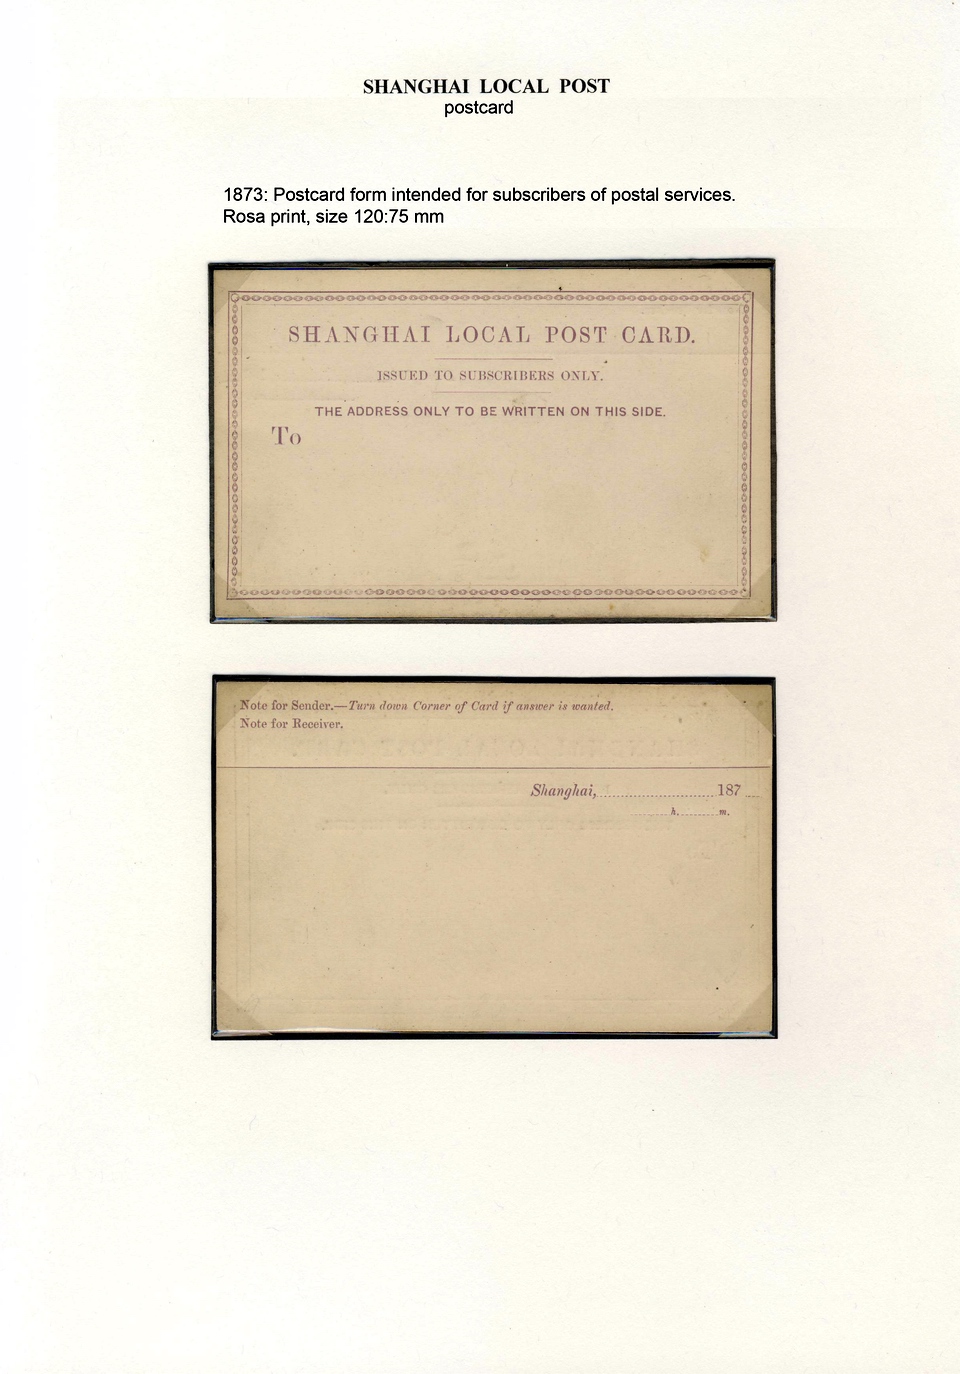 SHANGHAI LOCAL POST
postcard
1873: Postcard form intended for subscribers of postal services.
Rosa print, size 120:75 mm
SHANGHAI LOCAL POST CARD.
ISSUED TO SUBSCRIBERS ONLY.
THE ADDRESS ONLY TO BE WRITTEN ON THIS SIDE.
To
Note for Sender.—Turn down Corner of Card if answer is wanted.
Note for Receiver.
Shanghai,........................187....
........h.........m.